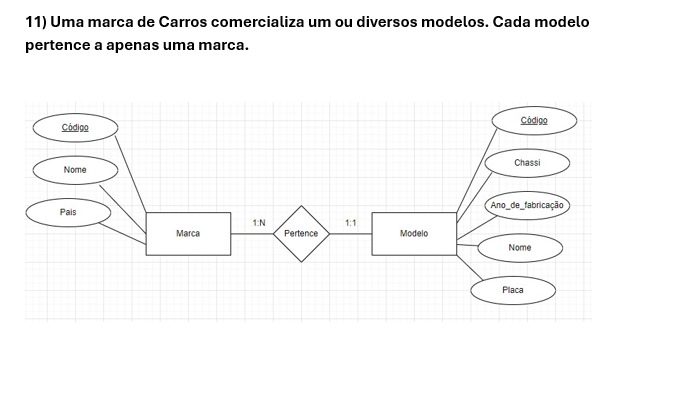 11) Uma marca de Carros comercializa um ou diversos modelos. Cada modelo
pertence a apenas uma marca.
Código
Nome
Pais
Marca
1:N
Pertence
1:1
Modelo
Código
Chassi
Ano_de_fabricação
Nome
Placa